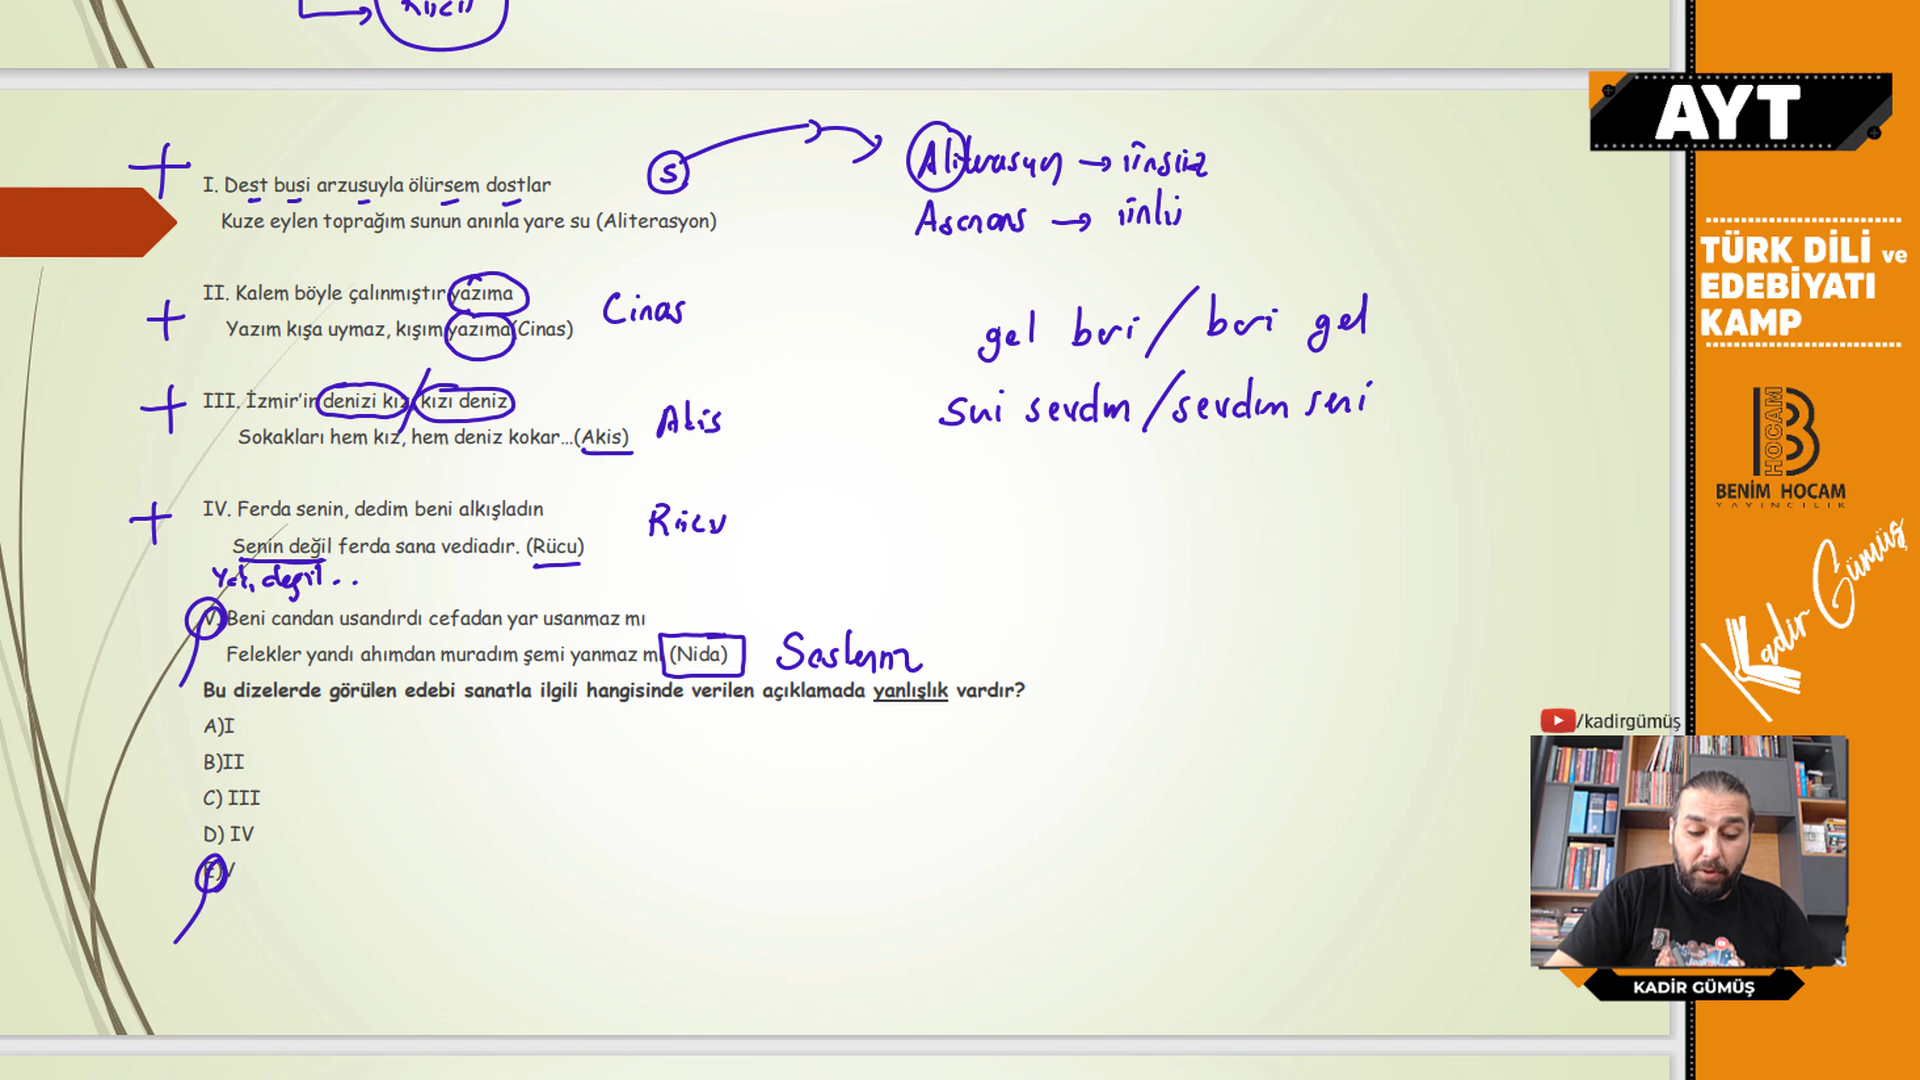 AYT
I. Dest busi arzusuyla ölürsem dostlar
Kuze eylen toprağım sunun anınla yare su (Aliterasyon)
S
Aliterasyon → ünsüz
Asonans → ünlü
II. Kalem böyle çalınmıştır yazıma
Yazım kışa uymaz, kışım yazıma(Cinas)
Cinas
gel beri / beri gel
III. İzmir'in denizi kız, kızı deniz
Sokakları hem kız, hem deniz kokar...(Akis)
Akis
seni sevdim / sevdim seni
IV. Ferda senin, dedim beni alkışladın
Senin değil ferda sana vediadır. (Rücu)
Rücu
Yok, değil..
V. Beni candan usandırdı cefadan yar usanmaz mı
Felekler yandı ahımdan muradım şemi yanmaz mı (Nida)
Bu dizelerde görülen edebi sanatla ilgili hangisinde verilen açıklamada yanlışlık vardır?
A)I
B)II
C) III
D) IV
E)V
TÜRK DİLİ ve
EDEBİYATI
KAMP
HOCAM
BENİM HOCAM
YAYINCILIK
Kadir Gümüş
/kadirgümüş
KADİR GÜMÜŞ